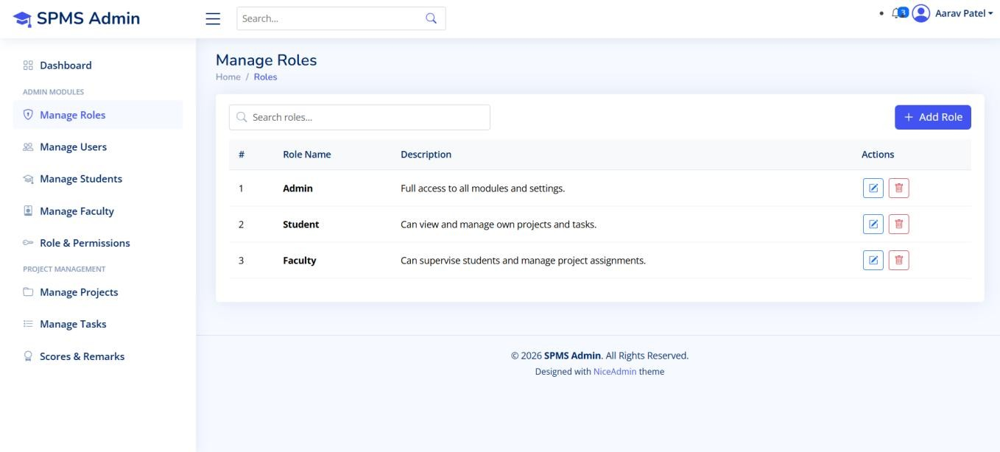 SPMS Admin
Search...
3
Aarav Patel
Dashboard
ADMIN MODULES
Manage Roles
Manage Users
Manage Students
Manage Faculty
Role & Permissions
PROJECT MANAGEMENT
Manage Projects
Manage Tasks
Scores & Remarks
Manage Roles
Home / Roles
Search roles...
+ Add Role
# Role Name Description Actions
1 Admin Full access to all modules and settings.
2 Student Can view and manage own projects and tasks.
3 Faculty Can supervise students and manage project assignments.
© 2026 SPMS Admin. All Rights Reserved.
Designed with NiceAdmin theme